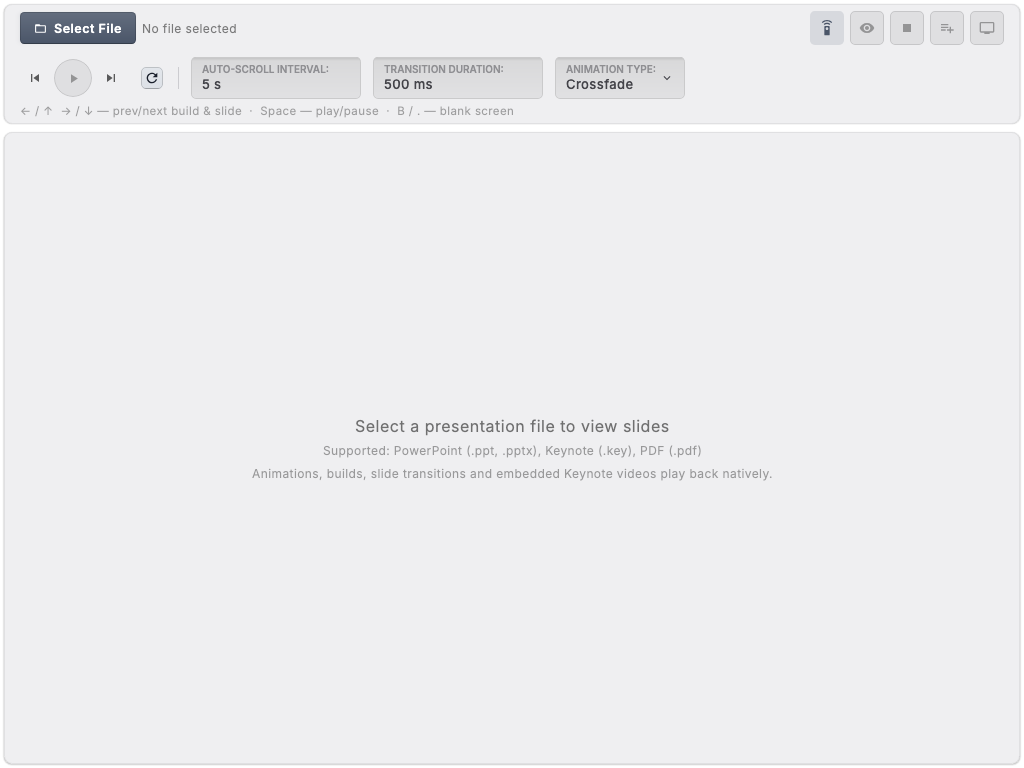 Select File
No file selected
AUTO-SCROLL INTERVAL:
5 s
TRANSITION DURATION:
500 ms
ANIMATION TYPE:
Crossfade
← / ↑ → / ↓ — prev/next build & slide · Space — play/pause · B / . — blank screen
Select a presentation file to view slides
Supported: PowerPoint (.ppt, .pptx), Keynote (.key), PDF (.pdf)
Animations, builds, slide transitions and embedded Keynote videos play back natively.